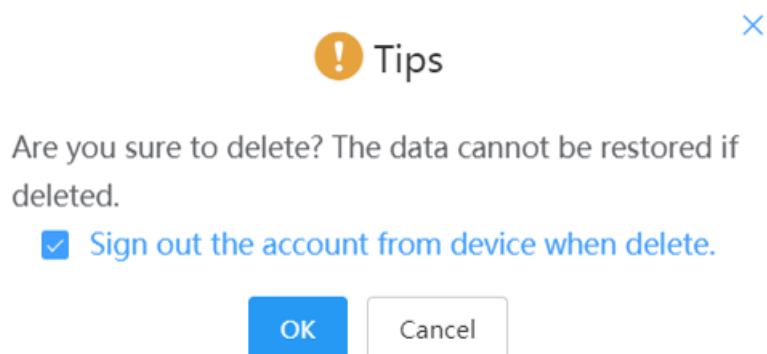 Tips
Are you sure to delete? The data cannot be restored if
deleted.
Sign out the account from device when delete.
OK
Cancel